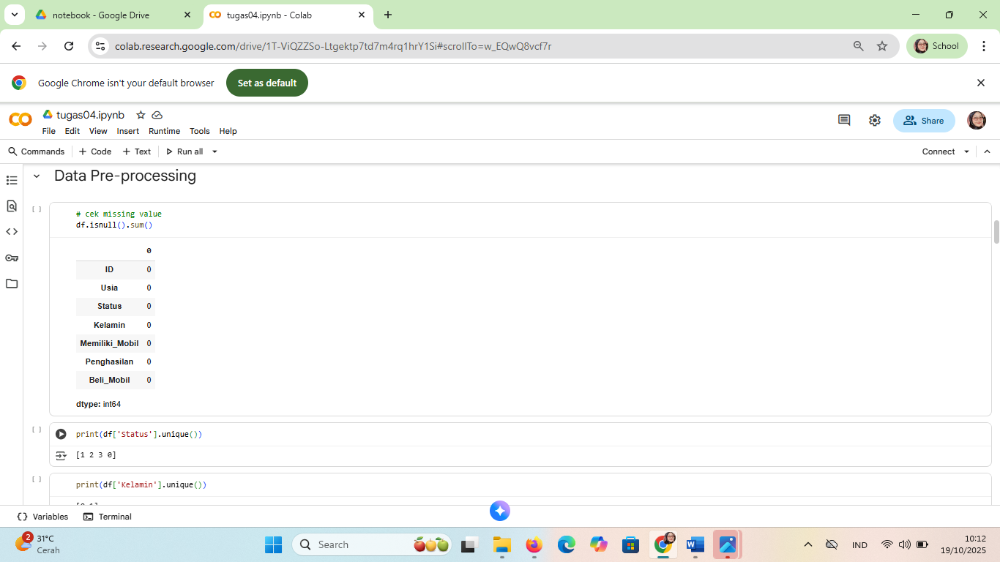 notebook - Google Drive
tugas04.ipynb - Colab
colab.research.google.com/drive/1T-ViQZZSo-Ltgektp7td7m4rq1hrY1Si#scrollTo=w_EQwQ8vcf7r
School
Google Chrome isn't your default browser
Set as default
CO
tugas04.ipynb
File Edit View Insert Runtime Tools Help
Share
Commands + Code + Text Run all
Connect
Data Pre-processing
[ ]
# cek missing value
df.isnull().sum()
0
ID 0
Usia 0
Status 0
Kelamin 0
Memiliki_Mobil 0
Penghasilan 0
Beli_Mobil 0
dtype: int64
[ ]
print(df['Status'].unique())
[1 2 3 0]
[ ]
print(df['Kelamin'].unique())
Variables Terminal
2
31°C
Cerah
Search
IND
10:12
19/10/2025